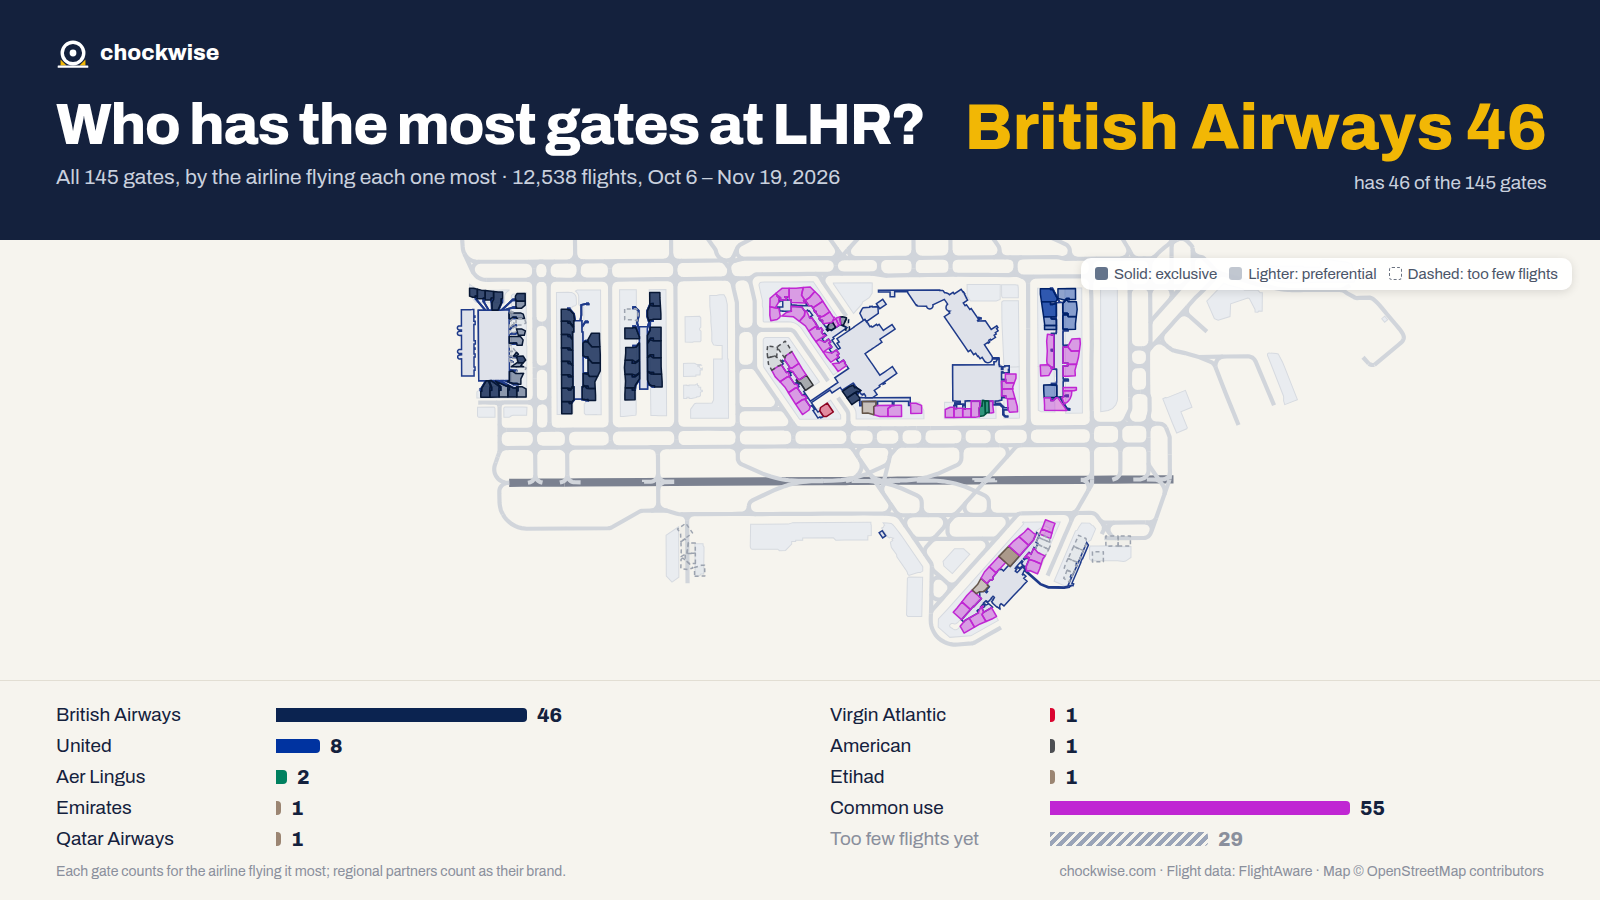 chockwise
Who has the most gates at LHR?
British Airways 46
All 145 gates, by the airline flying each one most · 12,538 flights, Oct 6 – Nov 19, 2026
has 46 of the 145 gates
Solid: exclusive
Lighter: preferential
Dashed: too few flights
British Airways 46
United 8
Aer Lingus 2
Emirates 1
Qatar Airways 1
Virgin Atlantic 1
American 1
Etihad 1
Common use 55
Too few flights yet 29
Each gate counts for the airline flying it most; regional partners count as their brand.
chockwise.com · Flight data: FlightAware · Map © OpenStreetMap contributors